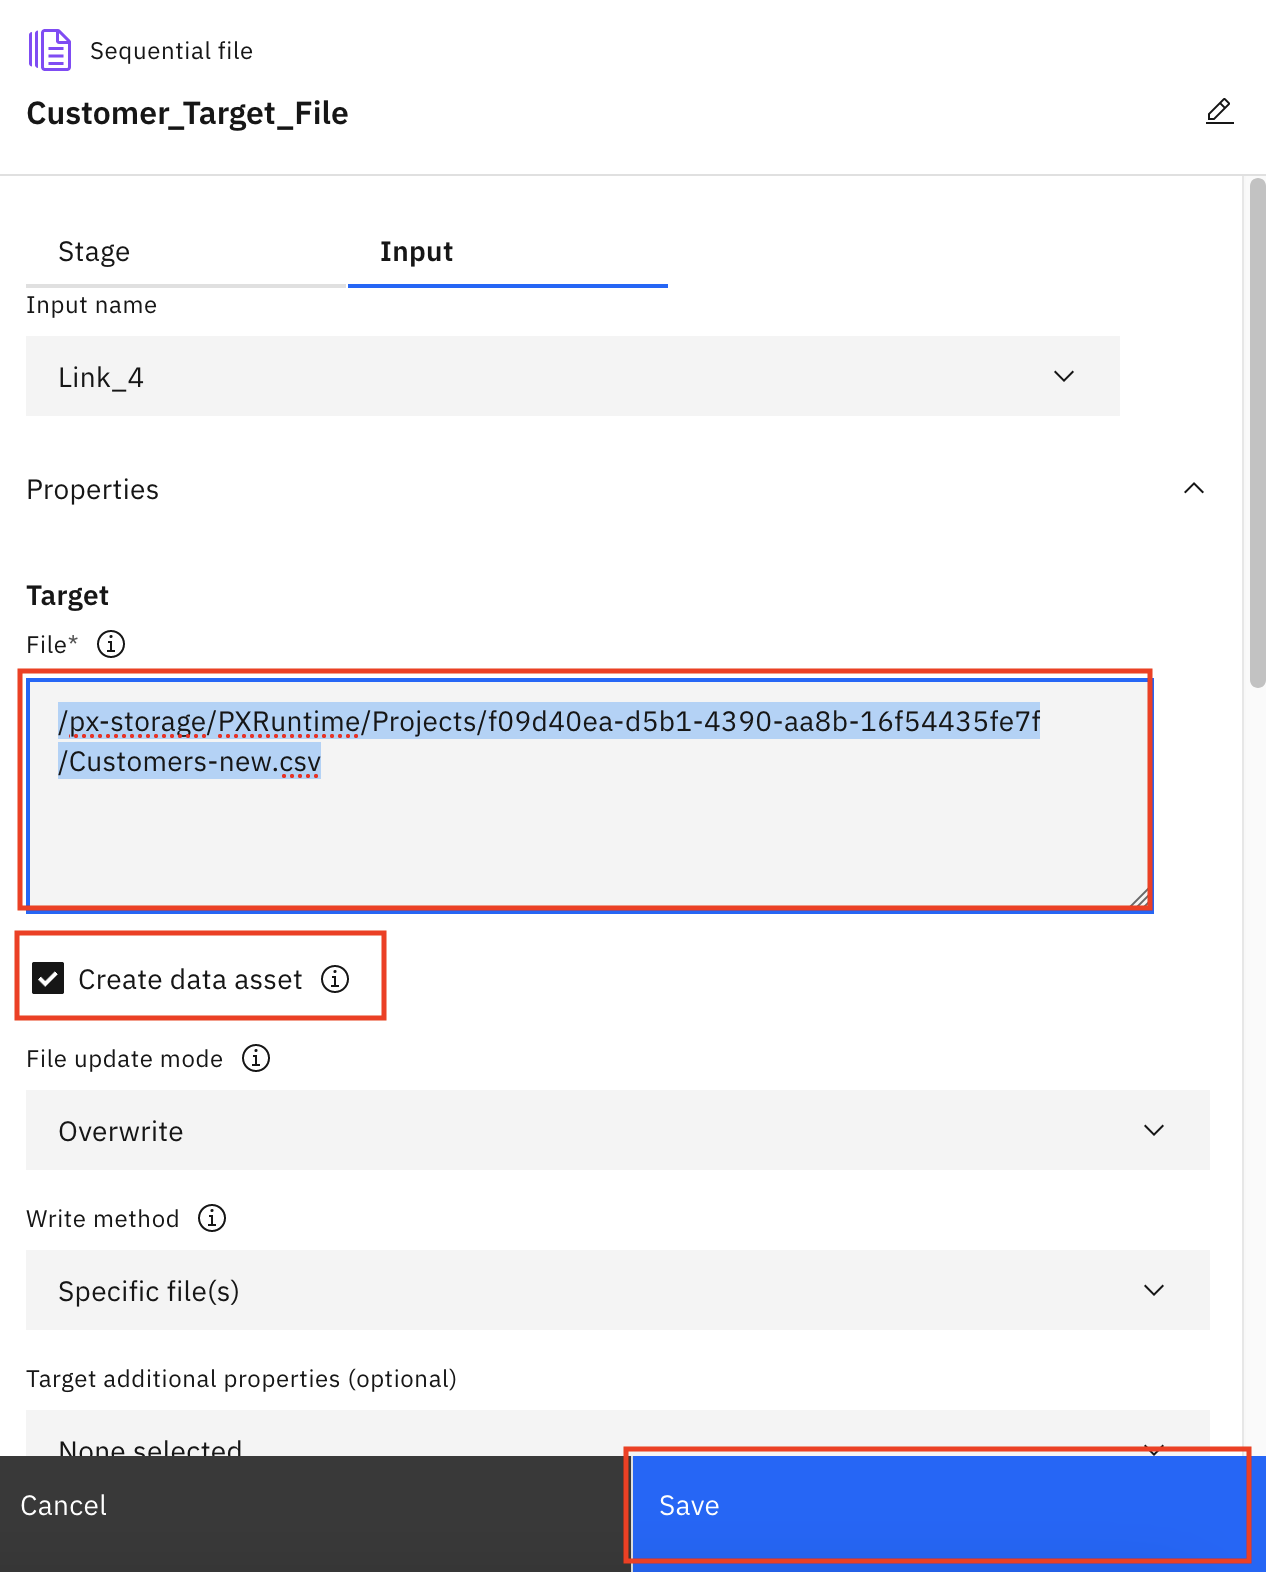 Sequential file
Customer_Target_File
Stage
Input
Input name
Link_4
Properties
Target
File*
/px-storage/PXRuntime/Projects/f09d40ea-d5b1-4390-aa8b-16f54435fe7f
/Customers-new.csv
Create data asset
File update mode
Overwrite
Write method
Specific file(s)
Target additional properties (optional)
None selected
Cancel
Save